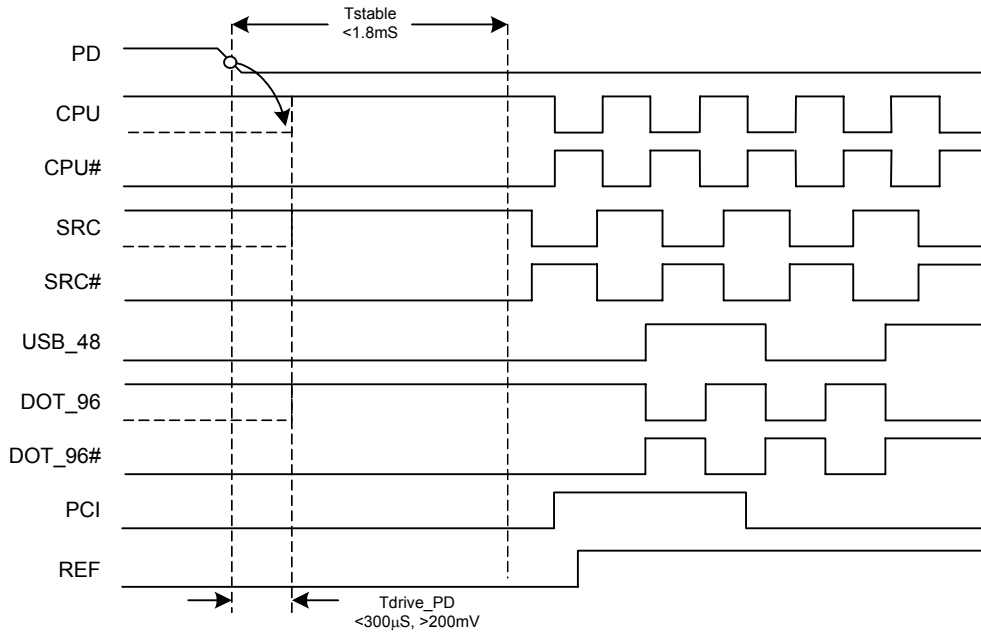 Tstable
<1.8mS
PD
CPU
CPU#
SRC
SRC#
USB_48
DOT_96
DOT_96#
PCI
REF
Tdrive_PD
<300μS, >200mV